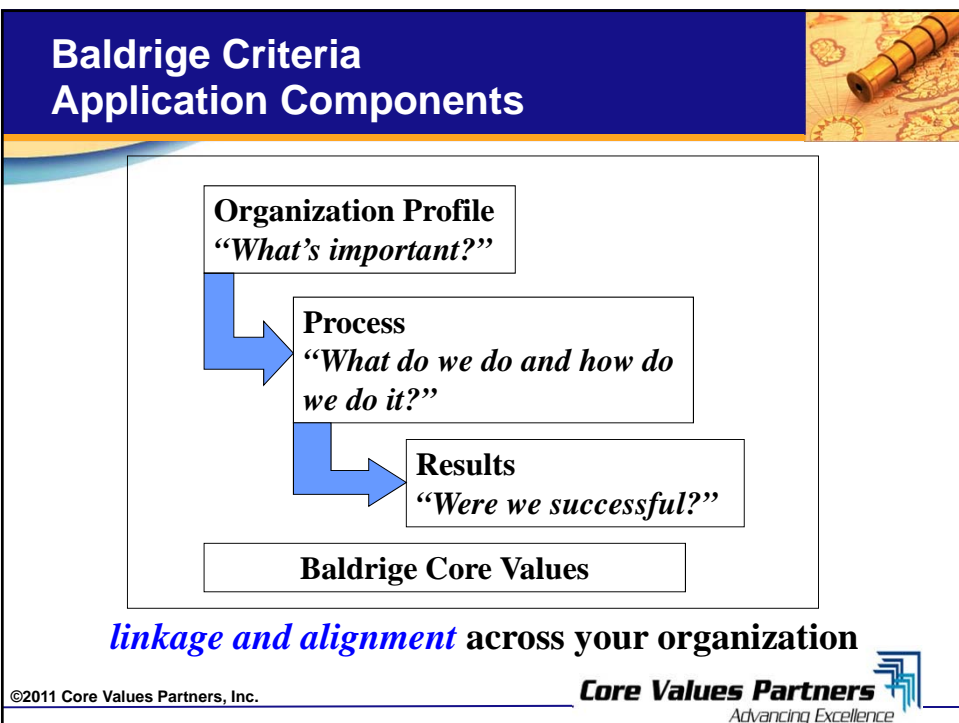 Baldrige Criteria
Application Components
Organization Profile
“What’s important?”
Process
“What do we do and how do
we do it?”
Results
“Were we successful?”
Baldrige Core Values
linkage and alignment across your organization
©2011 Core Values Partners, Inc.
Core Values Partners
Advancing Excellence